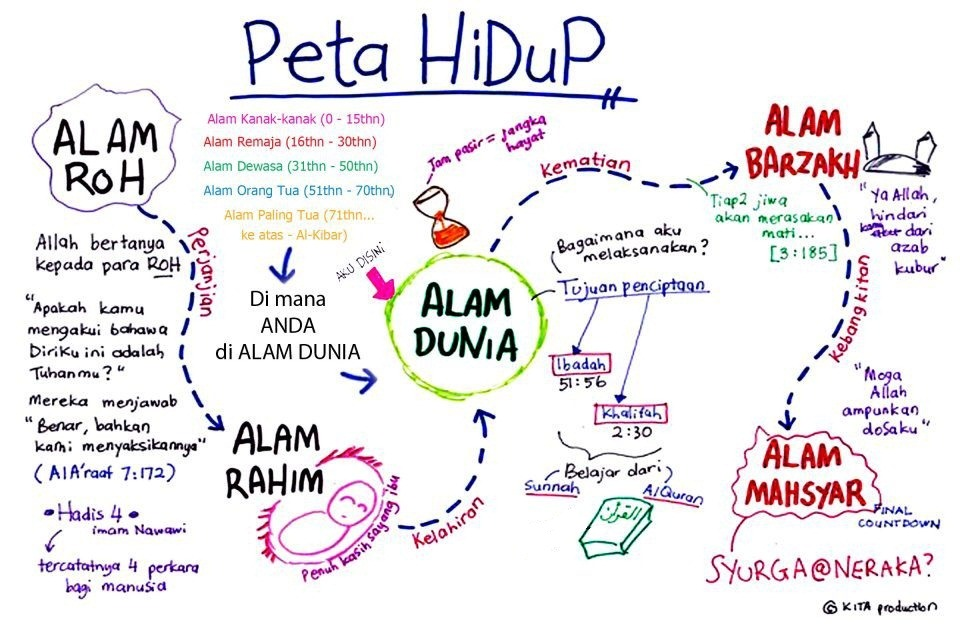 Peta HiDuP
ALAM
ROH
Alam Kanak-kanak (0 - 15thn)
Alam Remaja (16thn - 30thn)
Alam Dewasa (31thn - 50thn)
Alam Orang Tua (51thn - 70thn)
Alam Paling Tua (71thn...
ke atas - Al-Kibar)
Perjanjian
Allah bertanya
kepada para ROH
"Apakah kamu
mengakui bahawa
Diriku ini adalah
Tuhanmu?"
Mereka menjawab
"Benar, bahkan
kami menyaksikannya"
(Al A'raaf 7:172)
•Hadis 4•
imam Nawawi
tercatatnya 4 perkara
bagi manusia
Di mana
ANDA
di ALAM DUNIA
AKU DISINI
Jam pasir = jangka
hayat
ALAM
RAHIM
Penuh kasih sayang ibu
Kelahiran
ALAM
DUNIA
Bagaimana aku
melaksanakan?
Tujuan penciptaan
Ibadah
51:56
Khalifah
2:30
Belajar dari
Sunnah
AlQuran
القرآن
Kematian
Tiap2 jiwa
akan merasakan
mati...
[3:185]
ALAM
BARZAKH
"Ya Allah,
hindari
dari
azab
kubur"
Kebangkitan
"Moga
Allah
ampunkan
dosaku"
ALAM
MAHSYAR
FINAL
COUNTDOWN
SYURGA@NERAKA?
© KITA production